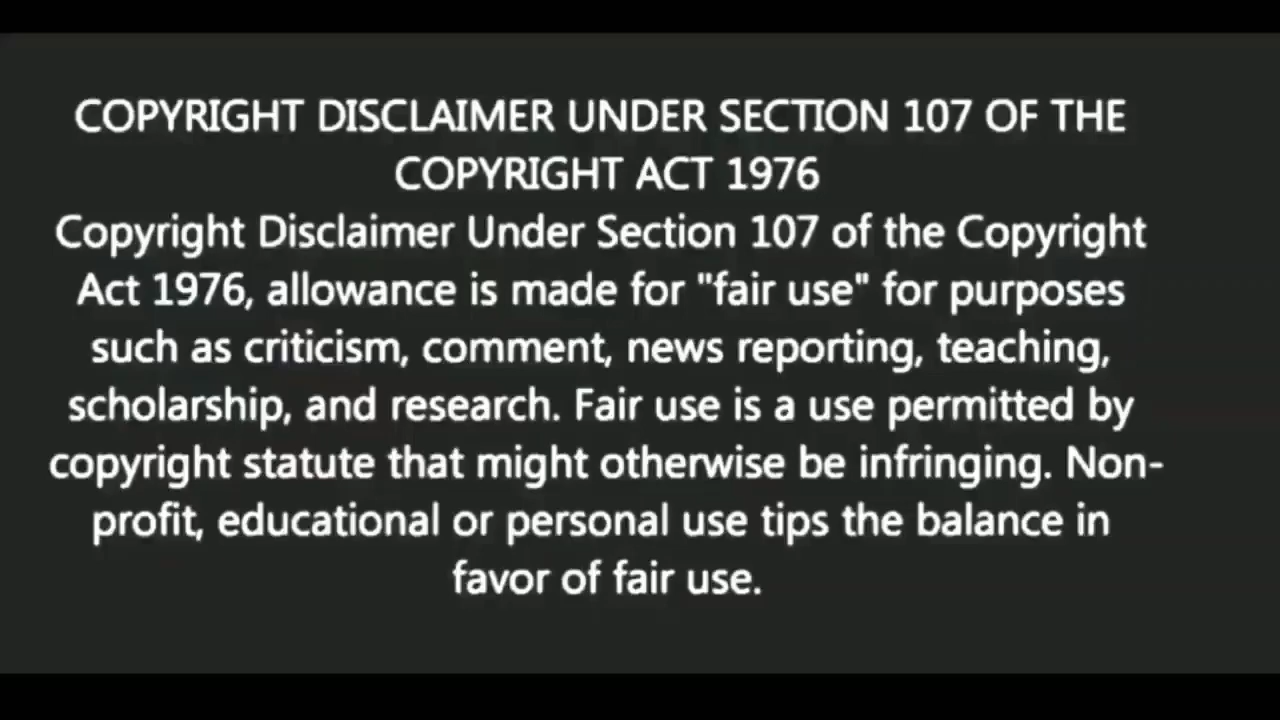 COPYRIGHT DISCLAIMER UNDER SECTION 107 OF THE
COPYRIGHT ACT 1976
Copyright Disclaimer Under Section 107 of the Copyright
Act 1976, allowance is made for "fair use" for purposes
such as criticism, comment, news reporting, teaching,
scholarship, and research. Fair use is a use permitted by
copyright statute that might otherwise be infringing. Non-
profit, educational or personal use tips the balance in
favor of fair use.